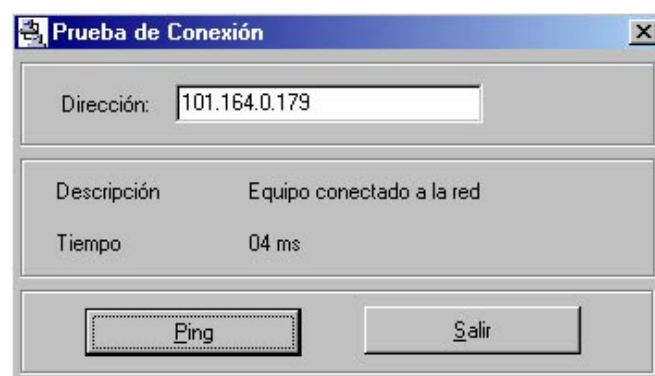 Prueba de Conexión
Dirección: 101.164.0.179
Descripción Equipo conectado a la red
Tiempo 04 ms
Ping Salir